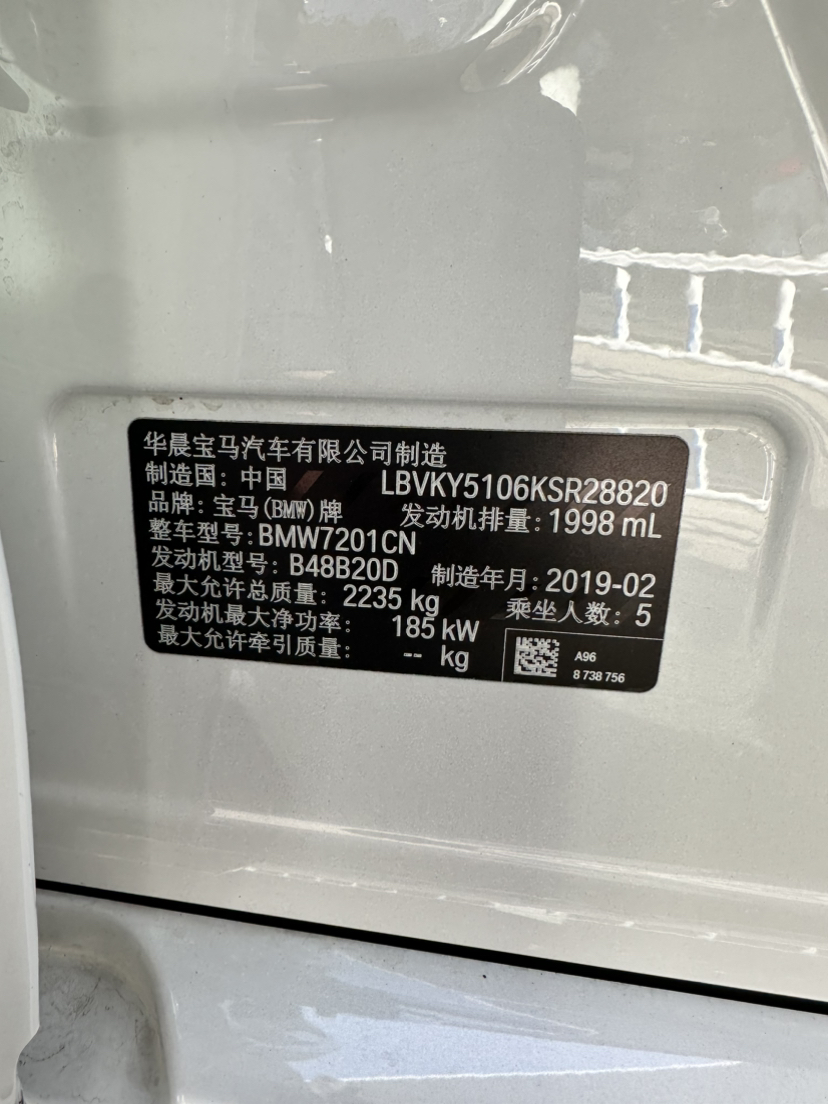 华晨宝马汽车有限公司制造
制造国：中国 LBVKY5106KSR28820
品牌：宝马(BMW)牌 发动机排量：1998 mL
整车型号：BMW7201CN
发动机型号：B48B20D 制造年月：2019-02
最大允许总质量：2235 kg 乘坐人数：5
发动机最大净功率： 185 kW
最大允许牵引质量： -- kg
A96
8 738 756